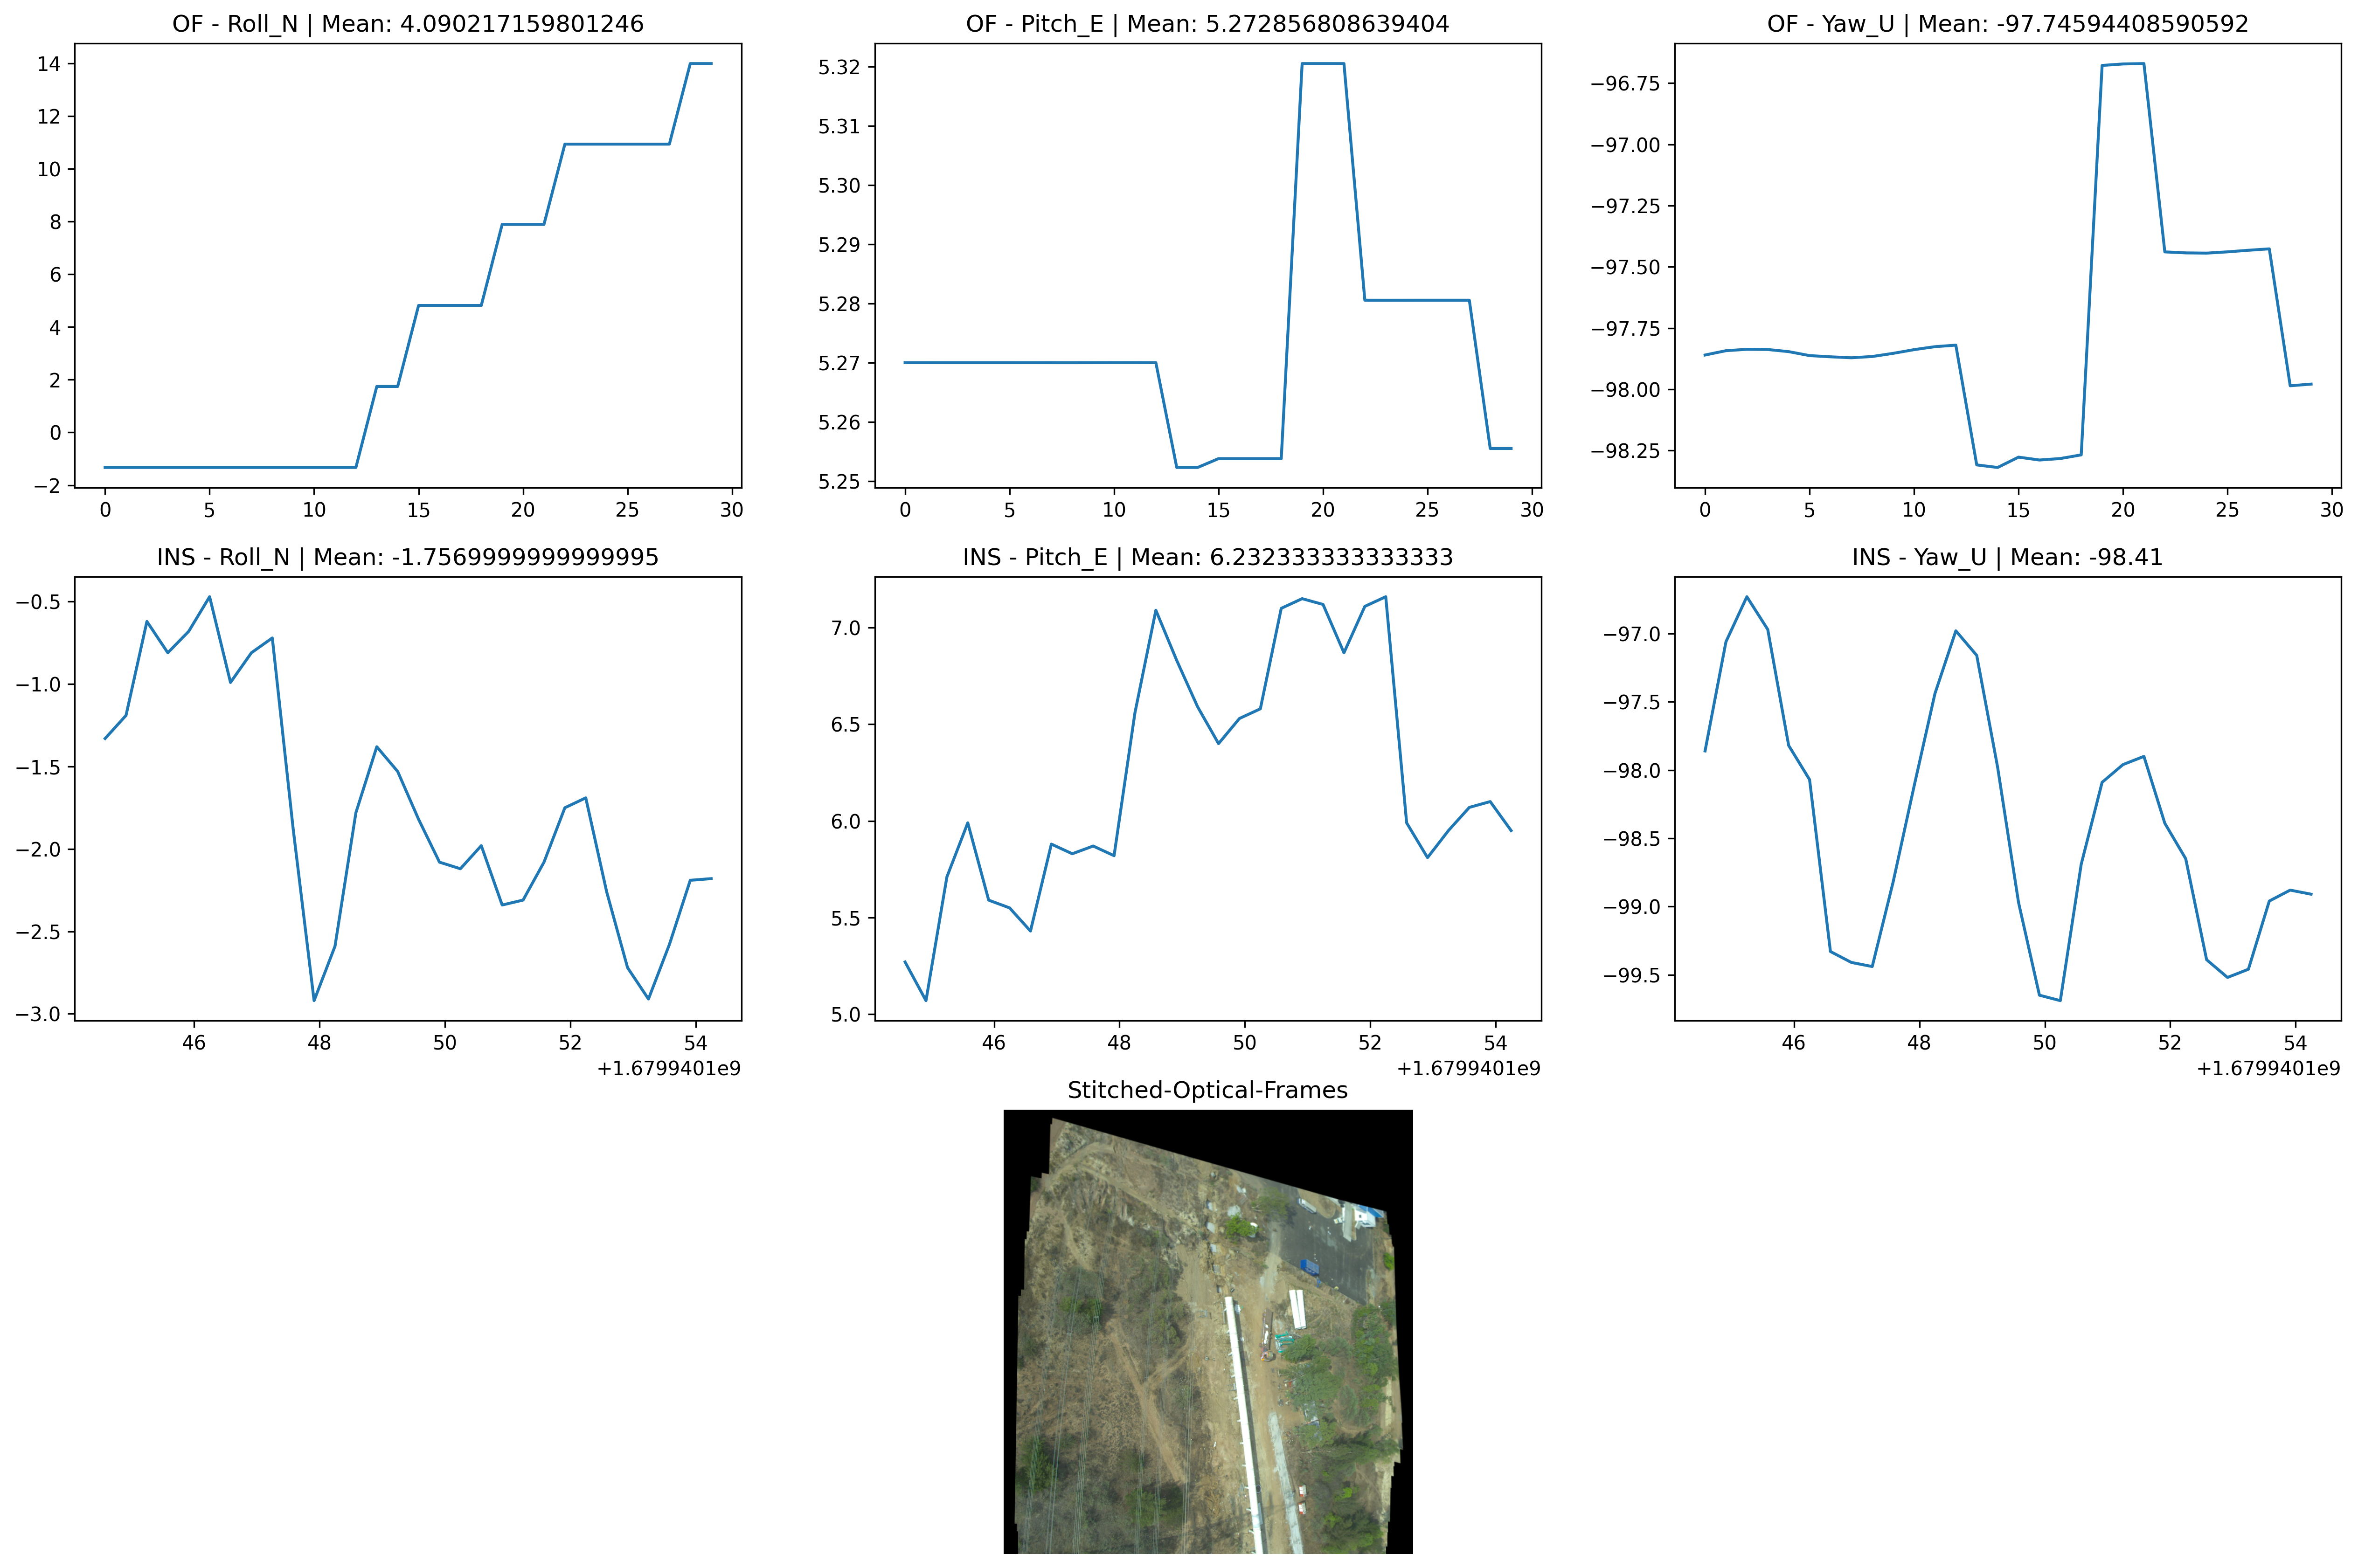 OF - Roll_N | Mean: 4.090217159801246
OF - Pitch_E | Mean: 5.272856808639404
OF - Yaw_U | Mean: -97.74594408590592
14
12
10
8
6
4
2
0
−2
0 5 10 15 20 25 30
5.32
5.31
5.30
5.29
5.28
5.27
5.26
5.25
0 5 10 15 20 25 30
−96.75
−97.00
−97.25
−97.50
−97.75
−98.00
−98.25
0 5 10 15 20 25 30
INS - Roll_N | Mean: -1.7569999999999995
INS - Pitch_E | Mean: 6.232333333333333
INS - Yaw_U | Mean: -98.41
−0.5
−1.0
−1.5
−2.0
−2.5
−3.0
46 48 50 52 54
+1.6799401e9
7.0
6.5
6.0
5.5
5.0
46 48 50 52 54
+1.6799401e9
−97.0
−97.5
−98.0
−98.5
−99.0
−99.5
46 48 50 52 54
+1.6799401e9
Stitched-Optical-Frames